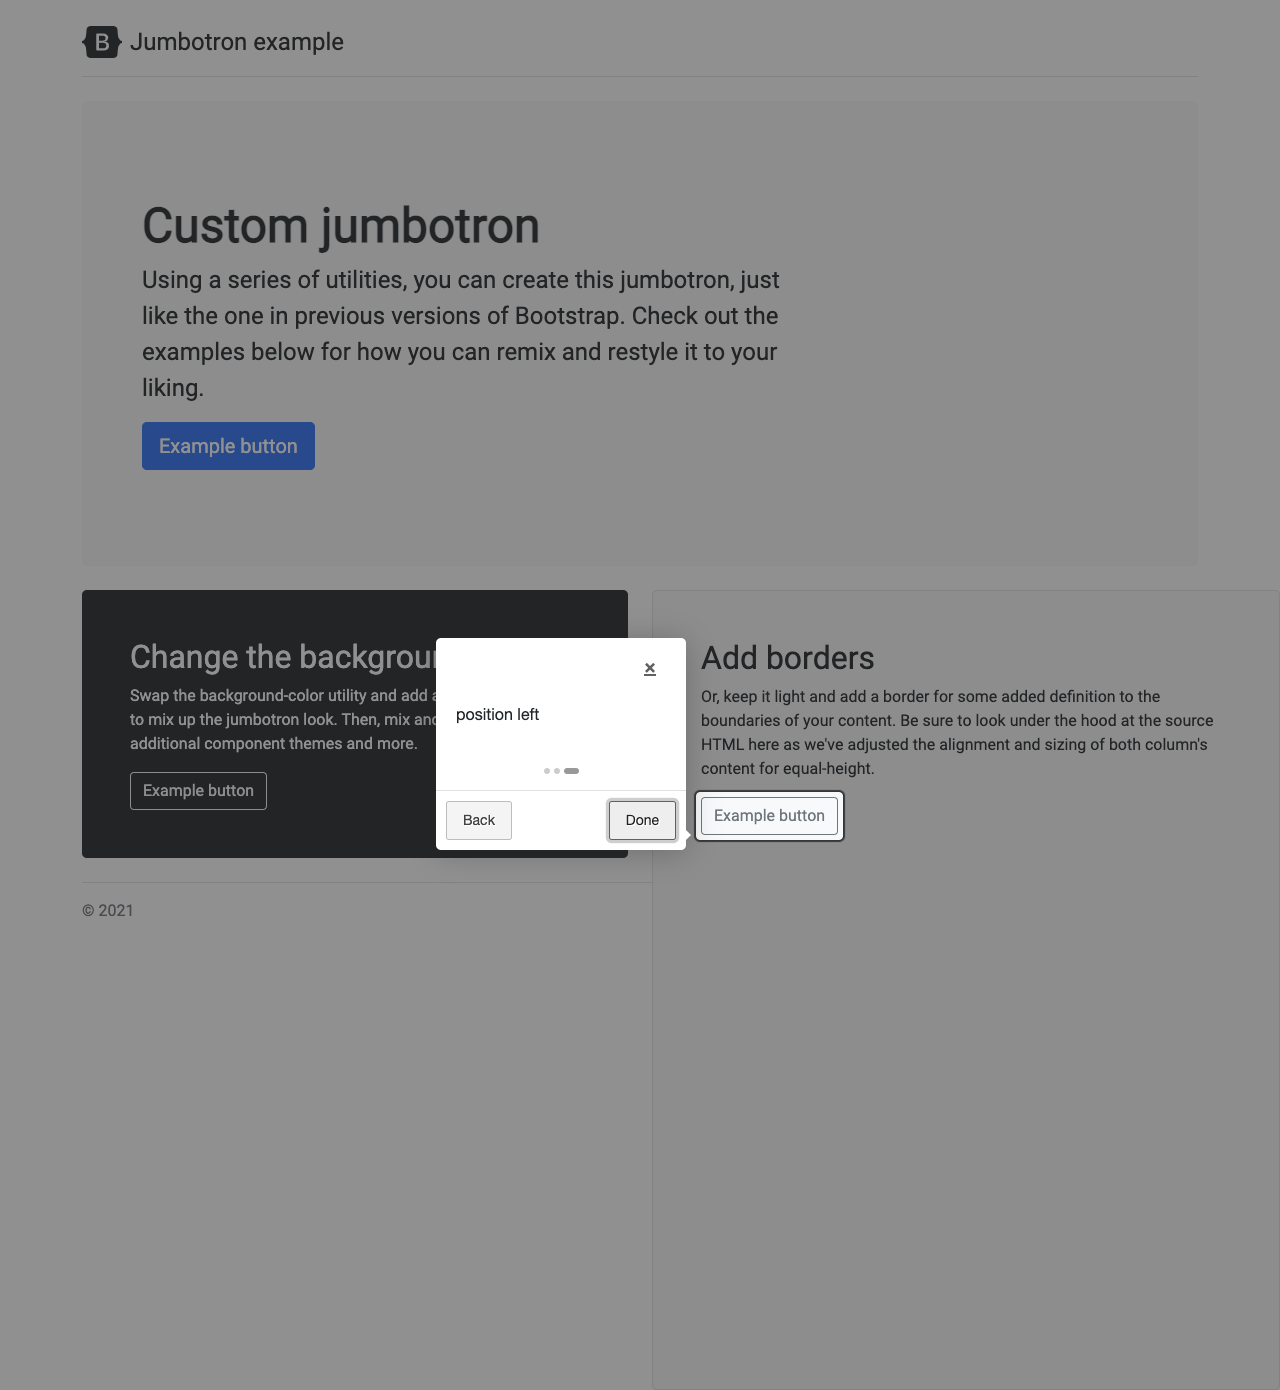 B Jumbotron example
Custom jumbotron
Using a series of utilities, you can create this jumbotron, just
like the one in previous versions of Bootstrap. Check out the
examples below for how you can remix and restyle it to your
liking.
Example button
Change the backgroun
Swap the background-color utility and add a
to mix up the jumbotron look. Then, mix and
additional component themes and more.
Example button
×
position left
Back
Done
Add borders
Or, keep it light and add a border for some added definition to the
boundaries of your content. Be sure to look under the hood at the source
HTML here as we've adjusted the alignment and sizing of both column's
content for equal-height.
Example button
© 2021